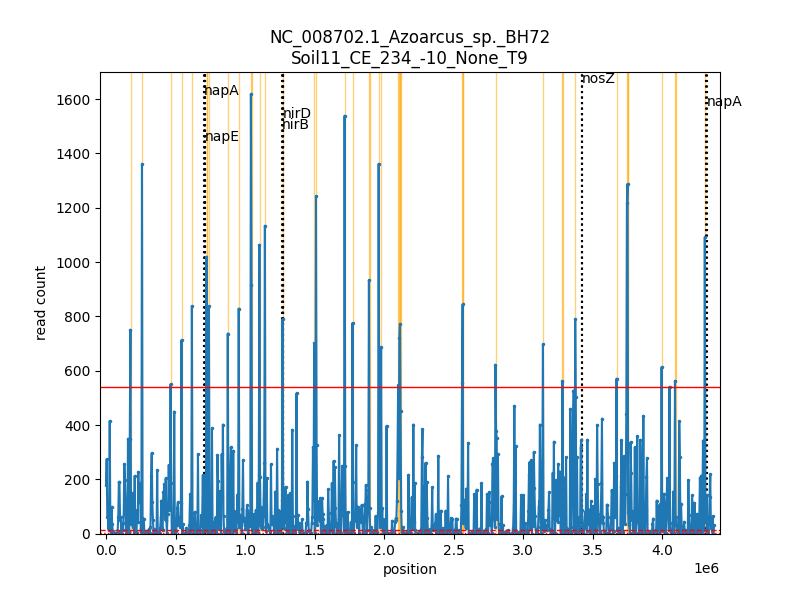 NC_008702.1_Azoarcus_sp._BH72
Soil11_CE_234_-10_None_T9
read count
1600
1400
1200
1000
800
600
400
200
0
napA
napE
nirD
nirB
nosZ
napA
0.0 0.5 1.0 1.5 2.0 2.5 3.0 3.5 4.0
1e6
position